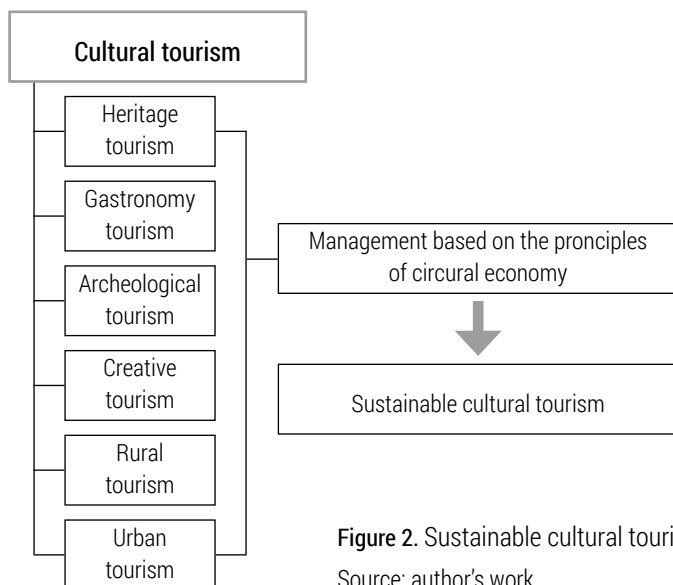 Cultural tourism
Heritage
tourism
Gastronomy
tourism
Archeological
tourism
Creative
tourism
Rural
tourism
Urban
tourism
Management based on the pronciples
of circural economy
Sustainable cultural tourism
Figure 2. Sustainable cultural touri
Source: author's work